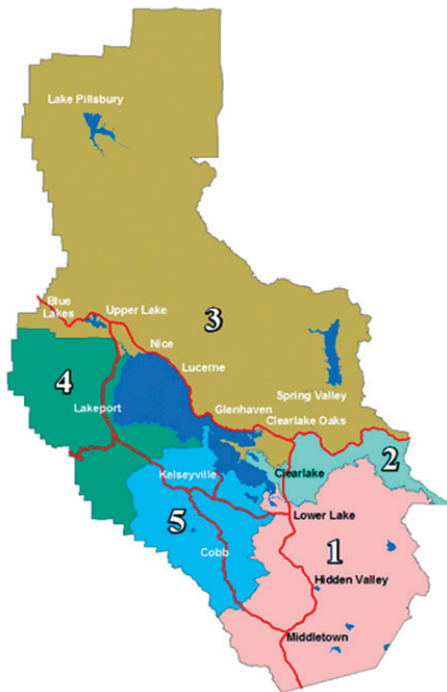 Lake Pillsbury
Blue
Lakes
Upper Lake
3
Nice
4
Lucerne
Spring Valley
Lakeport
Glenhaven
Clearlake Oaks
2
Kelseyville
Clearlake
5
Lower Lake
1
Cobb
Hidden Valley
Middletown